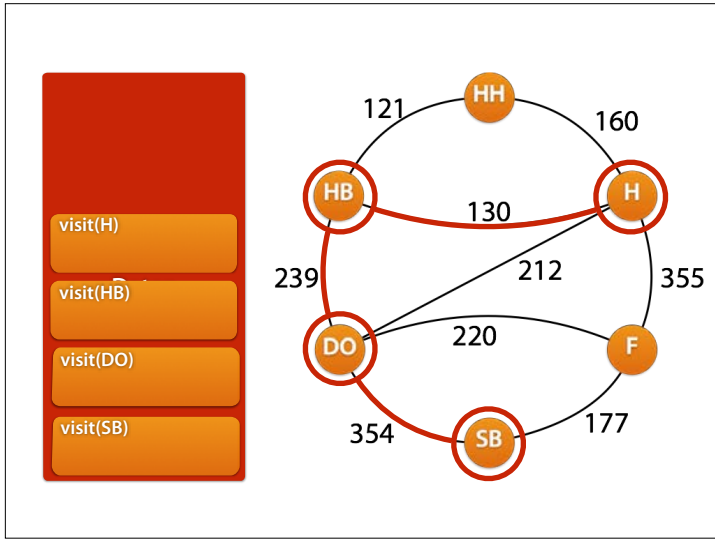 visit(H)
visit(HB)
visit(DO)
visit(SB)
HH
121
160
HB
H
130
239
212
355
220
DO
F
354
177
SB